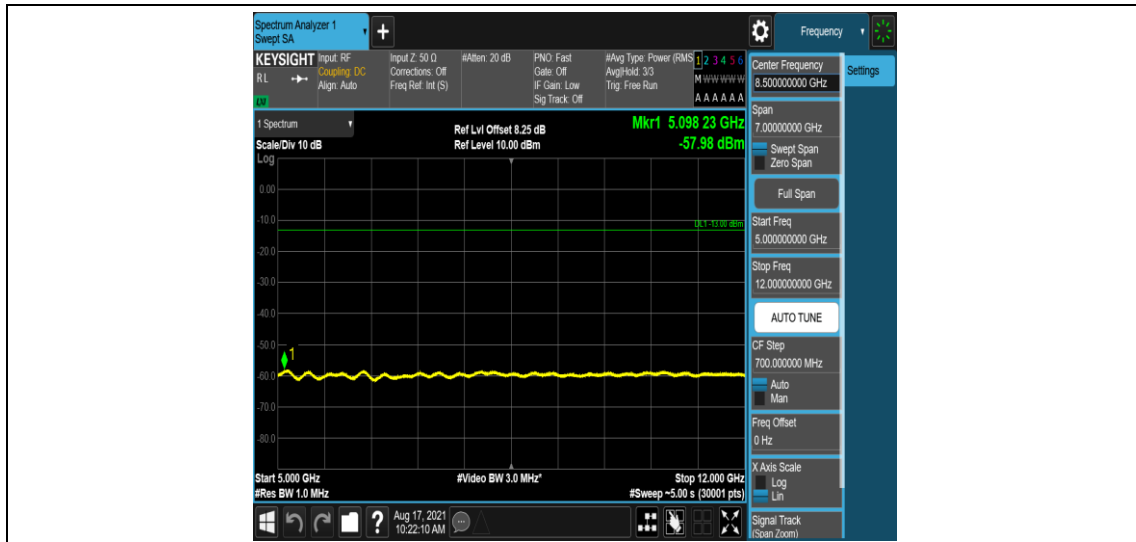 Spectrum Analyzer 1
Swept SA
+
Frequency
KEYSIGHT
RL
LXI
Input: RF
Coupling: DC
Align: Auto
Input Z: 50 Ω
Corrections: Off
Freq Ref: Int (S)
#Atten: 20 dB
PNO: Fast
Gate: Off
IF Gain: Low
Sig Track: Off
#Avg Type: Power (RMS
Avg|Hold: 3/3
Trig: Free Run
1 2 3 4 5 6
M W W W W W
A A A A A A
1 Spectrum
Scale/Div 10 dB
Log
Ref Lvl Offset 8.25 dB
Ref Level 10.00 dBm
Mkr1 5.098 23 GHz
-57.98 dBm
0.00
-10.0
DL1 -13.00 dBm
-20.0
-30.0
-40.0
-50.0
1
-60.0
-70.0
-80.0
Start 5.000 GHz
#Res BW 1.0 MHz
#Video BW 3.0 MHz*
Stop 12.000 GHz
#Sweep ~5.00 s (30001 pts)
?
Aug 17, 2021
10:22:10 AM
Center Frequency
8.500000000 GHz
Settings
Span
7.00000000 GHz
Swept Span
Zero Span
Full Span
Start Freq
5.000000000 GHz
Stop Freq
12.000000000 GHz
AUTO TUNE
CF Step
700.000000 MHz
Auto
Man
Freq Offset
0 Hz
X Axis Scale
Log
Lin
Signal Track
(Span Zoom)